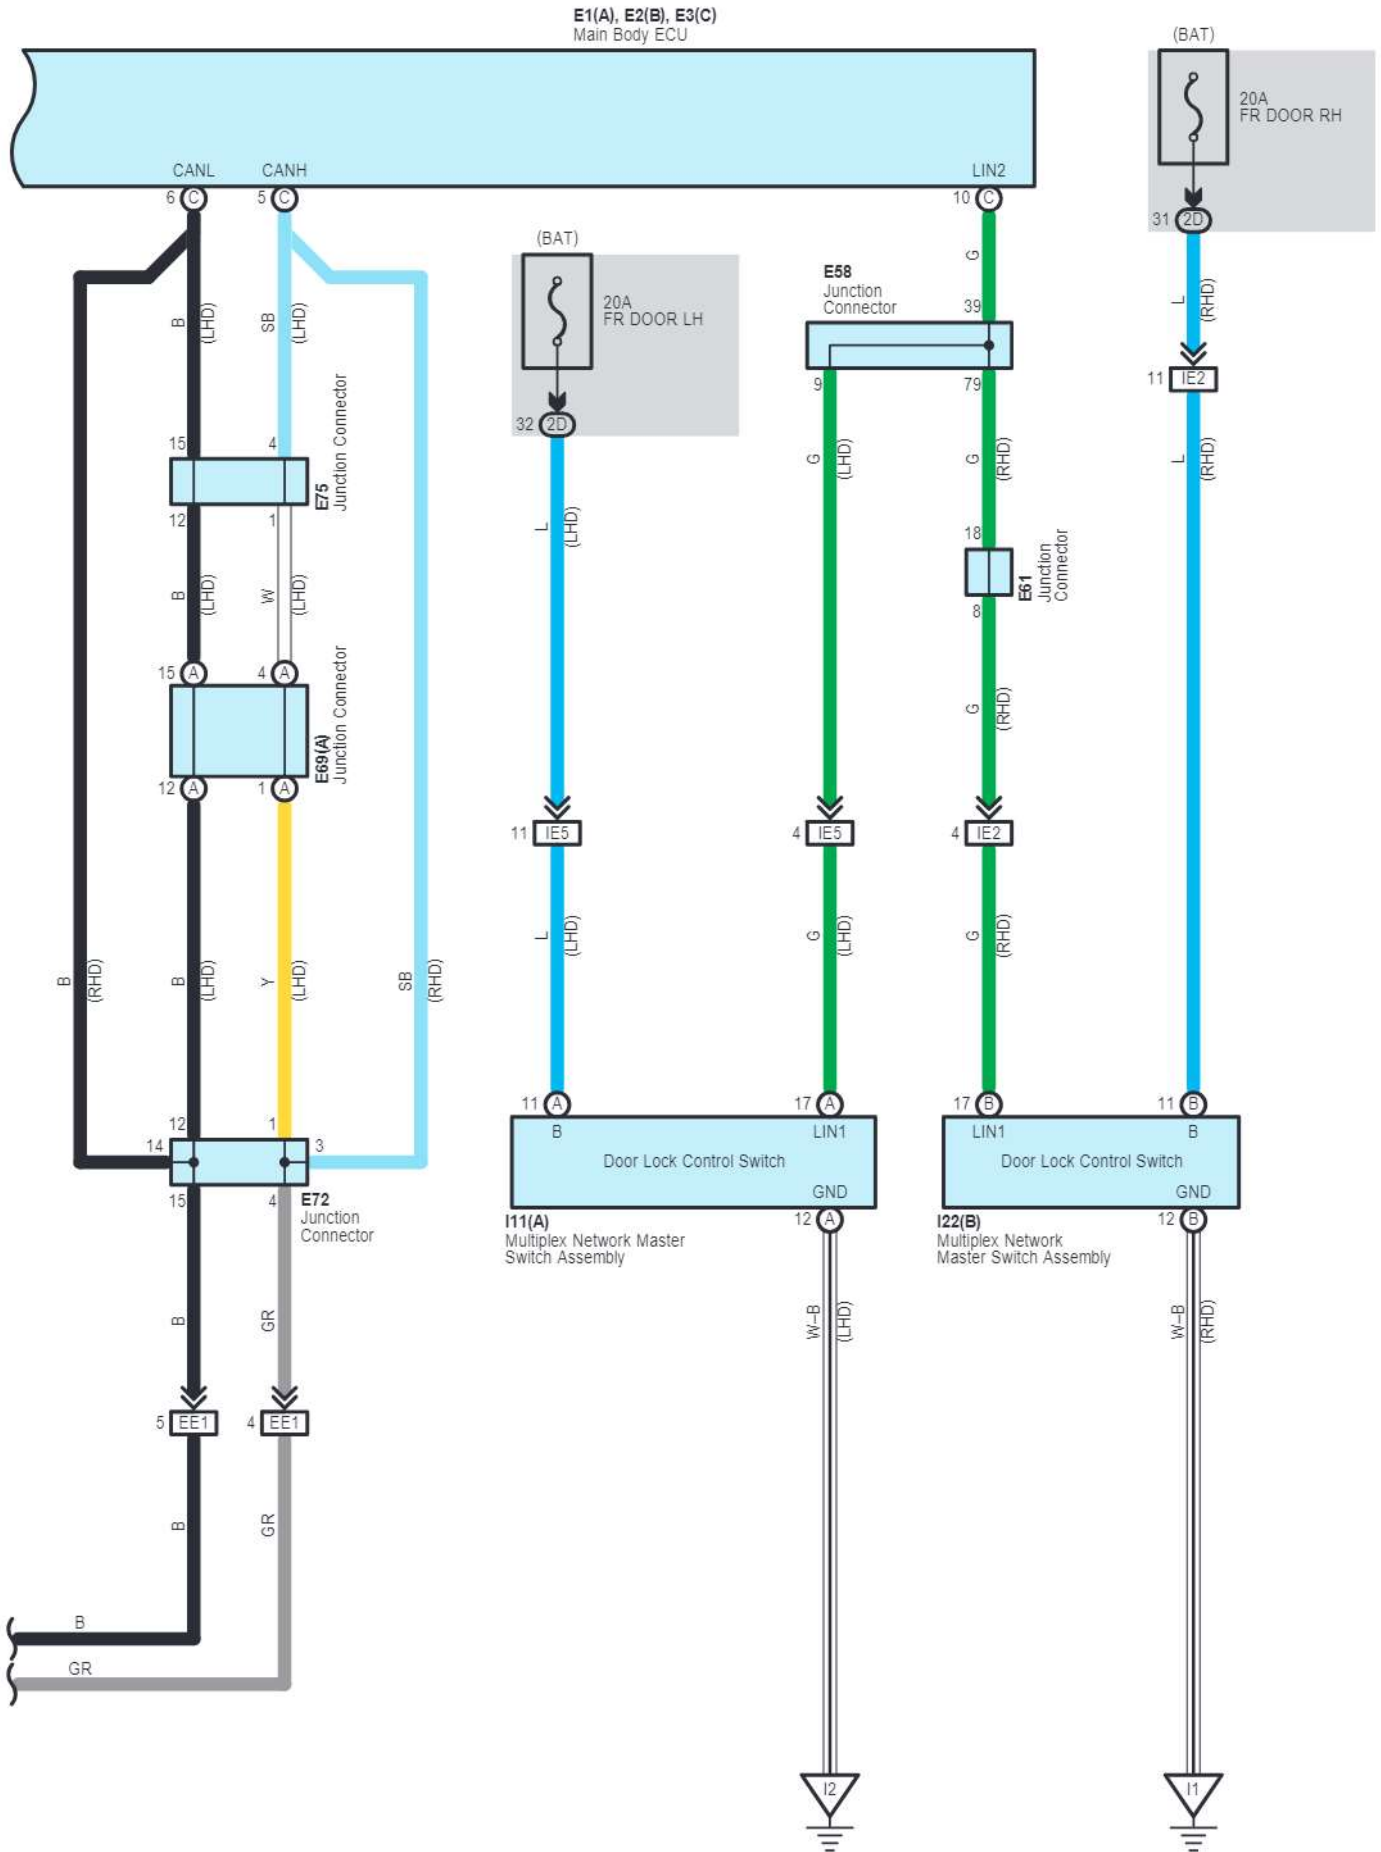 E1(A), E2(B), E3(C)
Main Body ECU
(BAT)
20A
FR DOOR RH
CANL
CANH
LIN2
6 C
5 C
10 C
31 2D
(BAT)
20A
FR DOOR LH
32 2D
G
E58
Junction
Connector
39
9
79
L
(RHD)
11 IE2
B
(LHD)
SB
(LHD)
15
4
E75
Junction Connector
12
1
L
(LHD)
G
(LHD)
G
(RHD)
L
(RHD)
18
E61
Junction
Connector
8
B
(LHD)
W
(LHD)
15 A
4 A
E69(A)
Junction Connector
12 A
1 A
G
(RHD)
11 IE5
4 IE5
4 IE2
B
(RHD)
B
(LHD)
Y
(LHD)
SB
(RHD)
L
(LHD)
G
(LHD)
G
(RHD)
12
1
14
3
15
4
E72
Junction
Connector
11 A
17 A
17 B
11 B
B
LIN1
LIN1
B
Door Lock Control Switch
Door Lock Control Switch
GND
GND
12 A
12 B
I11(A)
Multiplex Network Master
Switch Assembly
I22(B)
Multiplex Network
Master Switch Assembly
B
GR
W–B
(LHD)
W–B
(RHD)
5 EE1
4 EE1
B
GR
B
GR
I2
I1